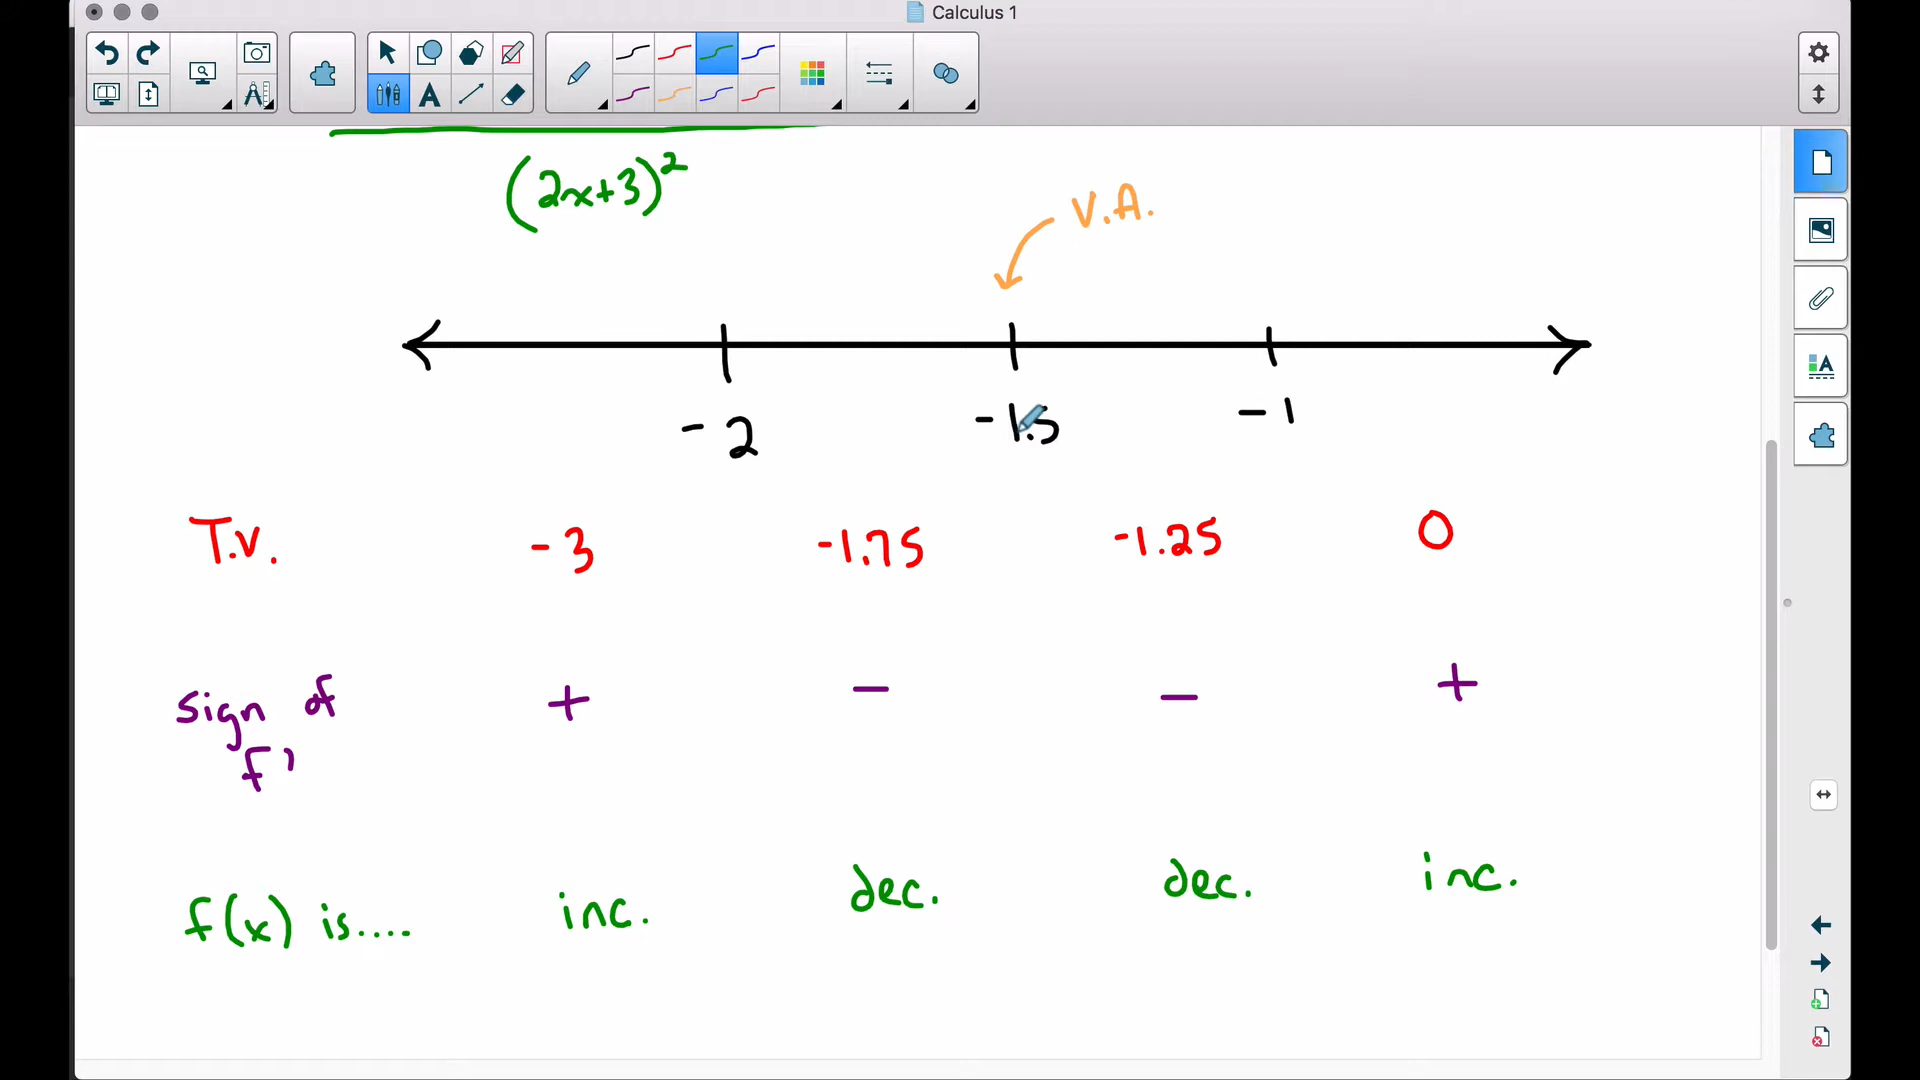 Calculus 1
(2x+3)²
V.A.
-2 -1.5 -1
T.V. -3 -1.75 -1.25 0
sign of + - - +
f'
f(x) is.... inc. dec. dec. inc.